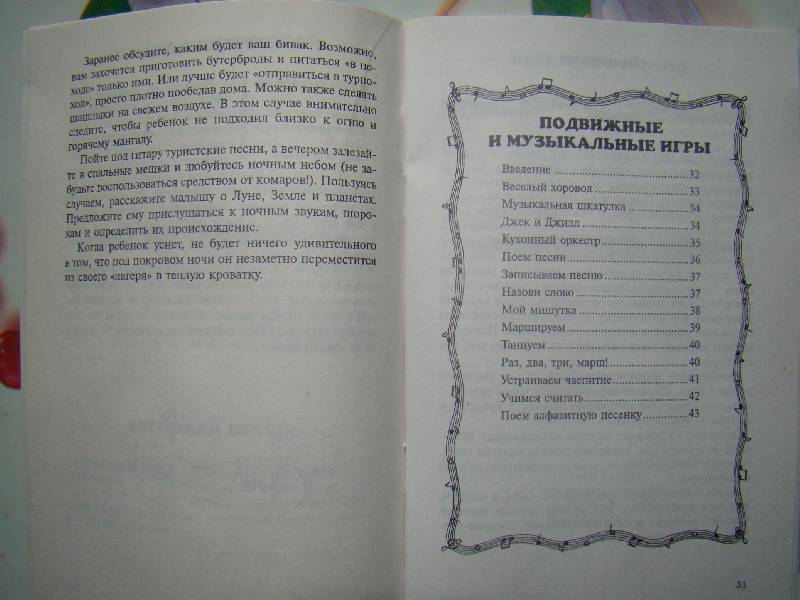 Заранее обсудите, каким будет ваш бивак. Возможно,
вам захочется приготовить бутерброды и питаться «в по-
ходе» только ими. Или лучше будет «отправиться в турпо-
ход», просто плотно пообедав дома. Можно также сделать
шашлыки на свежем воздухе. В этом случае внимательно
следите, чтобы ребенок не подходил близко к огню и
горячему мангалу.
Пойте под гитару туристские песни, а вечером залезай-
те в спальные мешки и любуйтесь ночным небом (не за-
будьте воспользоваться средством от комаров!). Пользуясь
случаем, расскажите малышу о Луне, Земле и планетах.
Предложите ему прислушаться к ночным звукам, шоро-
хам и определить их происхождение.
Когда ребенок уснет, не будет ничего удивительного
в том, что под покровом ночи он незаметно переместится
из своего «лагеря» в теплую кроватку.
ПОДВИЖНЫЕ
И МУЗЫКАЛЬНЫЕ ИГРЫ
Введение ........ 32
Веселый хоровод ........ 33
Музыкальная шкатулка ........ 34
Джек и Джилл ........ 34
Кухонный оркестр ........ 35
Поем песни ........ 36
Записываем песню ........ 37
Назови слово ........ 37
Мой мишутка ........ 38
Маршируем ........ 39
Танцуем ........ 40
Раз, два, три, марш! ........ 40
Устраиваем чаепитие ........ 41
Учимся считать ........ 42
Поем алфавитную песенку ........ 43
31